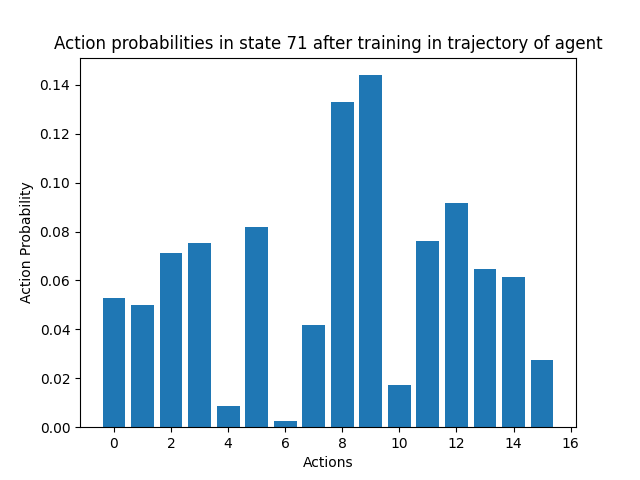 Action probabilities in state 71 after training in trajectory of agent
0.14
0.12
0.10
0.08
0.06
0.04
0.02
0.00
Action Probability
0 2 4 6 8 10 12 14 16
Actions